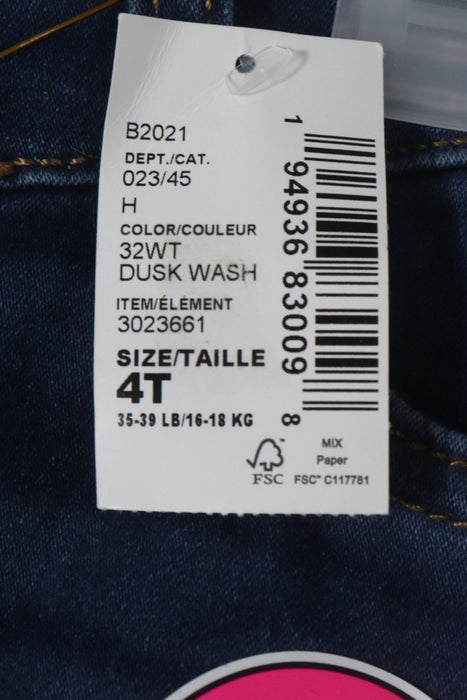 B2021
DEPT./CAT.
023/45
H
COLOR/COULEUR
32WT
DUSK WASH
ITEM/ÉLÉMENT
3023661
SIZE/TAILLE
4T
35-39 LB/16-18 KG
1 94936 83009 8
FSC
MIX
Paper
FSC™ C117781